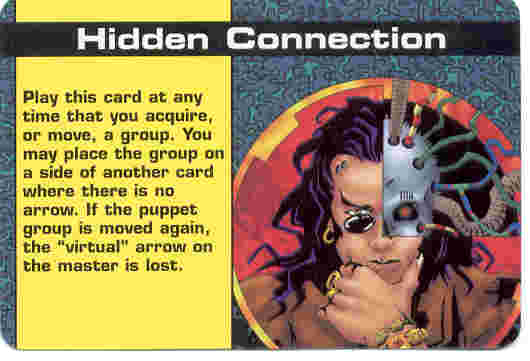 Hidden Connection
Play this card at any
time that you acquire,
or move, a group. You
may place the group on
a side of another card
where there is no
arrow. If the puppet
group is moved again,
the “virtual” arrow on
the master is lost.